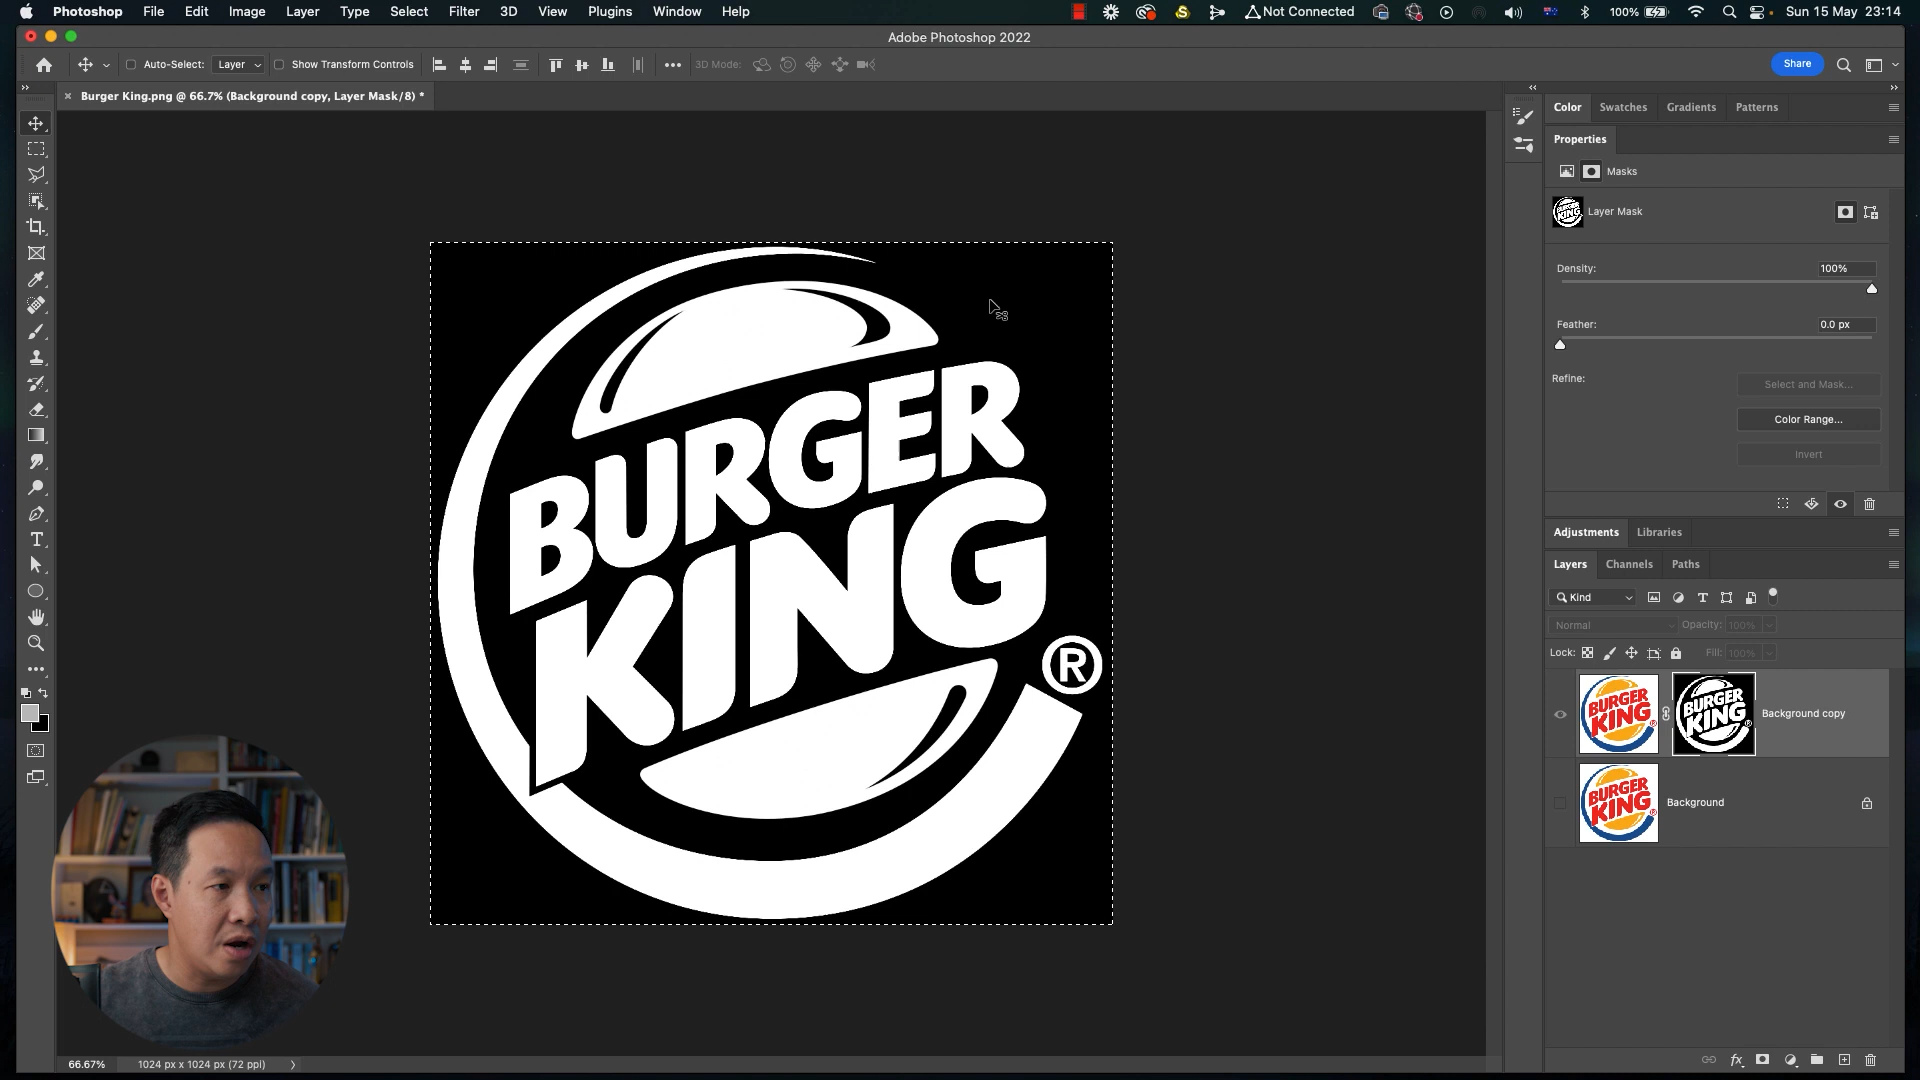 Photoshop File Edit Image Layer Type Select Filter 3D View Plugins Window Help Not Connected 100% Sun 15 May 23:14
Adobe Photoshop 2022
Auto-Select: Layer Show Transform Controls 3D Mode: Share
Burger King.png @ 66.7% (Background copy, Layer Mask/8) *
Color Swatches Gradients Patterns
Properties
Masks
Layer Mask
Density: 100%
Feather: 0.0 px
Refine: Select and Mask...
Color Range...
Invert
Adjustments Libraries
Layers Channels Paths
Kind
Normal Opacity: 100%
Lock: Fill: 100%
BURGER
KING
®
BURGER
KING
BURGER
KING
Background copy
BURGER
KING
Background
66.67% 1024 px x 1024 px (72 ppi)